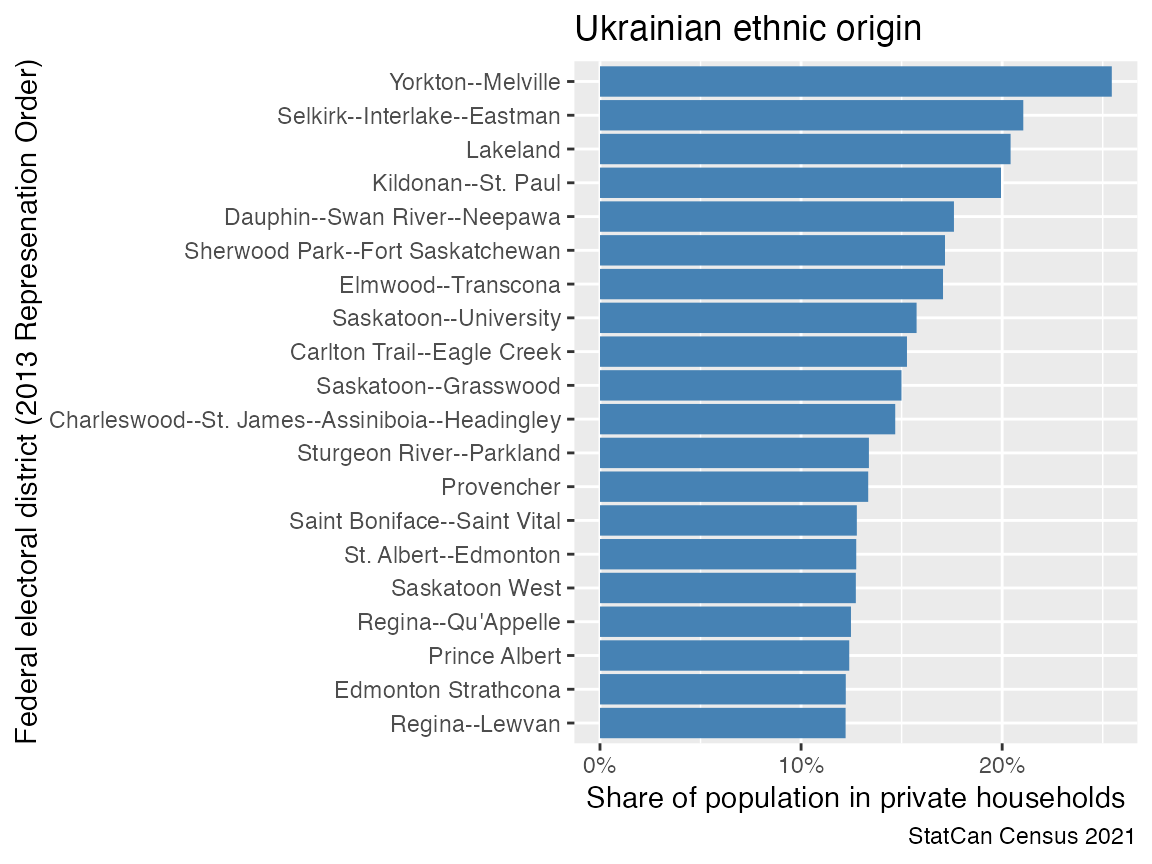 Ukrainian ethnic origin
Federal electoral district (2013 Represenation Order)
Yorkton--Melville
Selkirk--Interlake--Eastman
Lakeland
Kildonan--St. Paul
Dauphin--Swan River--Neepawa
Sherwood Park--Fort Saskatchewan
Elmwood--Transcona
Saskatoon--University
Carlton Trail--Eagle Creek
Saskatoon--Grasswood
Charleswood--St. James--Assiniboia--Headingley
Sturgeon River--Parkland
Provencher
Saint Boniface--Saint Vital
St. Albert--Edmonton
Saskatoon West
Regina--Qu'Appelle
Prince Albert
Edmonton Strathcona
Regina--Lewvan
0% 10% 20%
Share of population in private households
StatCan Census 2021